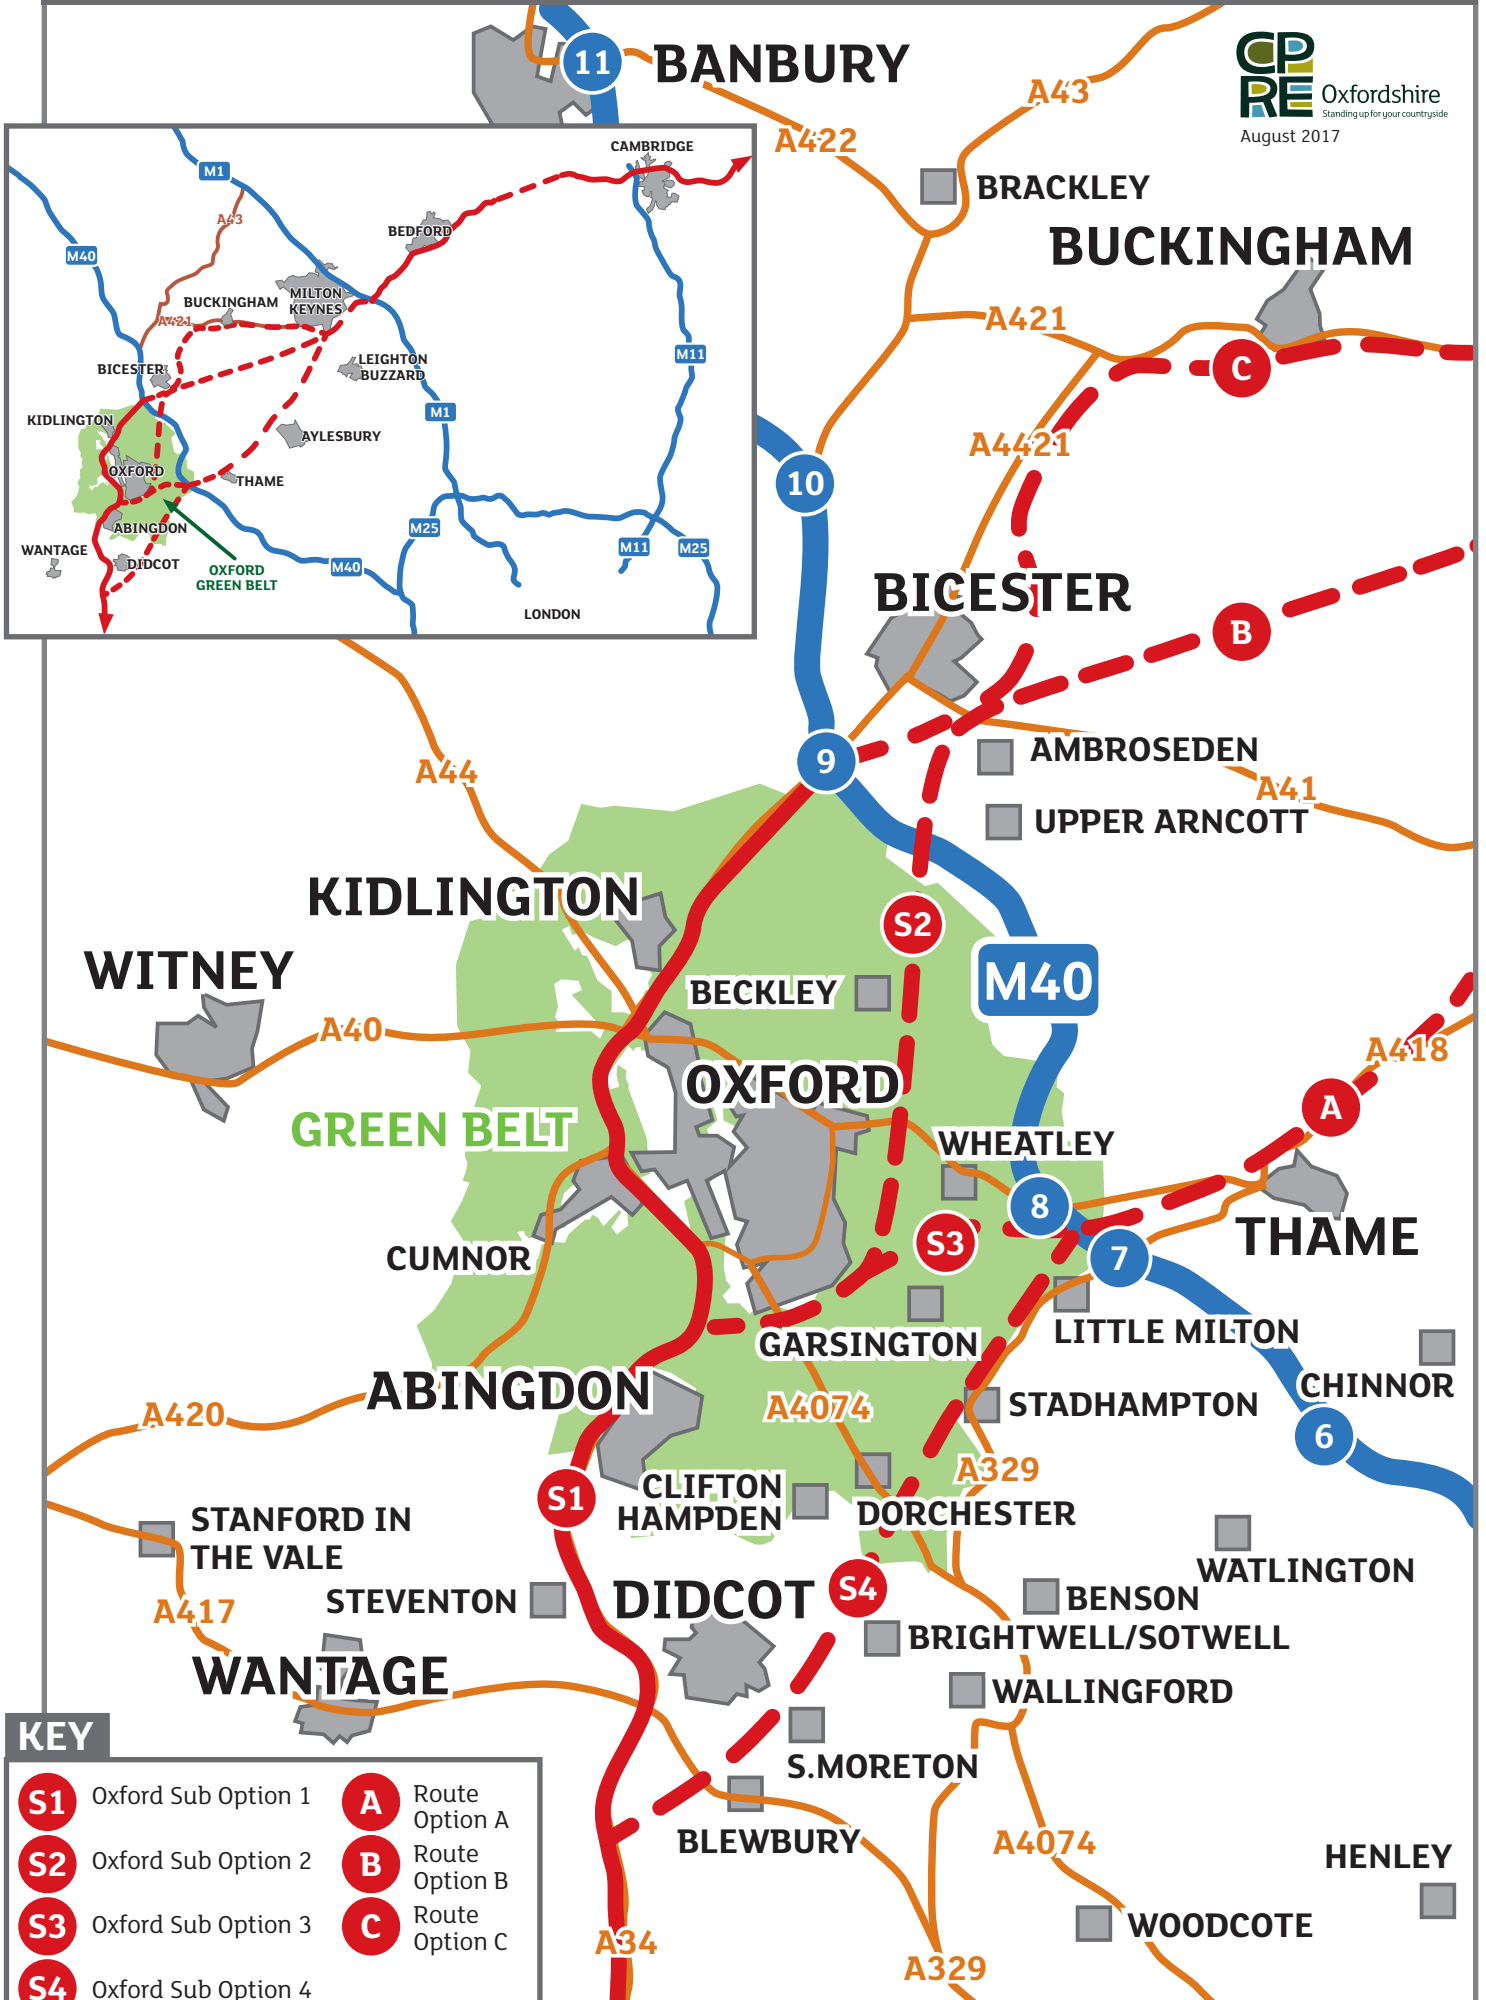 11
BANBURY
A43
CPRE
Oxfordshire
Standing up for your countryside
August 2017
A422
BRACKLEY
BUCKINGHAM
A421
C
A4421
10
BICESTER
B
9
AMBROSEDEN
A41
UPPER ARNCOTT
A44
KIDLINGTON
S2
WITNEY
M40
BECKLEY
A40
A418
OXFORD
A
GREEN BELT
WHEATLEY
8
THAME
S3
CUMNOR
7
GARSINGTON
LITTLE MILTON
ABINGDON
CHINNOR
A420
A4074
STADHAMPTON
6
A329
CLIFTON
HAMPDEN
S1
DORCHESTER
STANFORD IN
THE VALE
WATLINGTON
STEVENTON
DIDCOT
S4
BENSON
A417
BRIGHTWELL/SOTWELL
WANTAGE
WALLINGFORD
S.MORETON
BLEWBURY
A4074
HENLEY
WOODCOTE
A34
A329
CAMBRIDGE
M1
A43
BEDFORD
M40
MILTON
KEYNES
BUCKINGHAM
A421
M11
LEIGHTON
BUZZARD
BICESTER
M1
KIDLINGTON
AYLESBURY
OXFORD
THAME
ABINGDON
M25
WANTAGE
DIDCOT
M11
M25
M40
OXFORD
GREEN BELT
LONDON
KEY
S1 Oxford Sub Option 1
S2 Oxford Sub Option 2
S3 Oxford Sub Option 3
S4 Oxford Sub Option 4
A Route
Option A
B Route
Option B
C Route
Option C